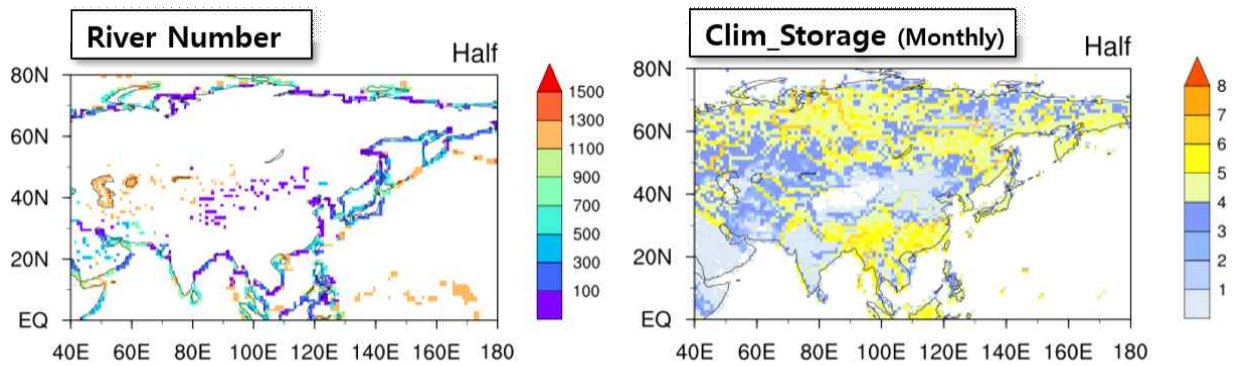 River Number
Half
80N
60N
40N
20N
EQ
40E 60E 80E 100E 120E 140E 160E 180
1500
1300
1100
900
700
500
300
100
Clim_Storage (Monthly)
Half
80N
60N
40N
20N
EQ
40E 60E 80E 100E 120E 140E 160E 180
8
7
6
5
4
3
2
1